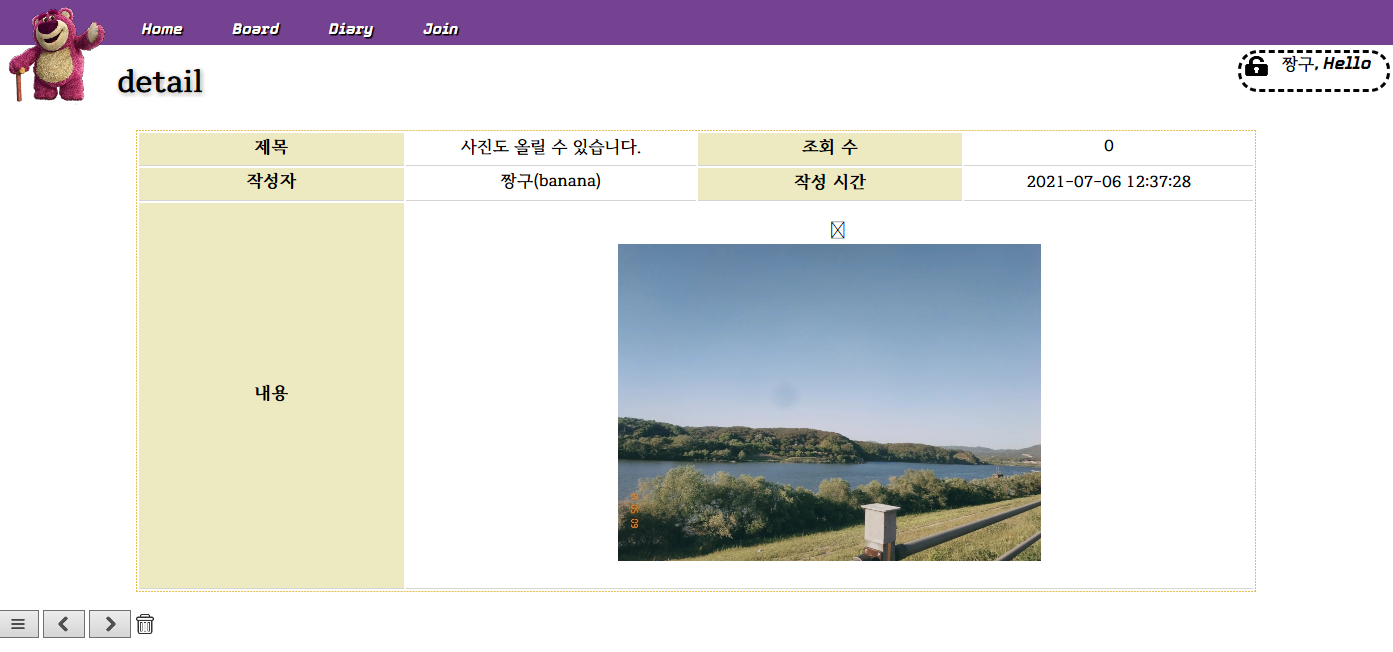 Home Board Diary Join
짱구, Hello
detail
제목 사진도 올릴 수 있습니다. 조회 수 0
작성자 짱구(banana) 작성 시간 2021-07-06 12:37:28
내용